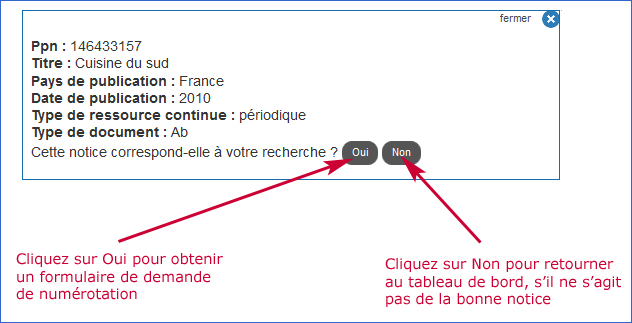 fermer
Ppn : 146433157
Titre : Cuisine du sud
Pays de publication : France
Date de publication : 2010
Type de ressource continue : périodique
Type de document : Ab
Cette notice correspond-elle à votre recherche ? Oui Non
Cliquez sur Oui pour obtenir
un formulaire de demande
de numérotation
Cliquez sur Non pour retourner
au tableau de bord, s’il ne s’agit
pas de la bonne notice